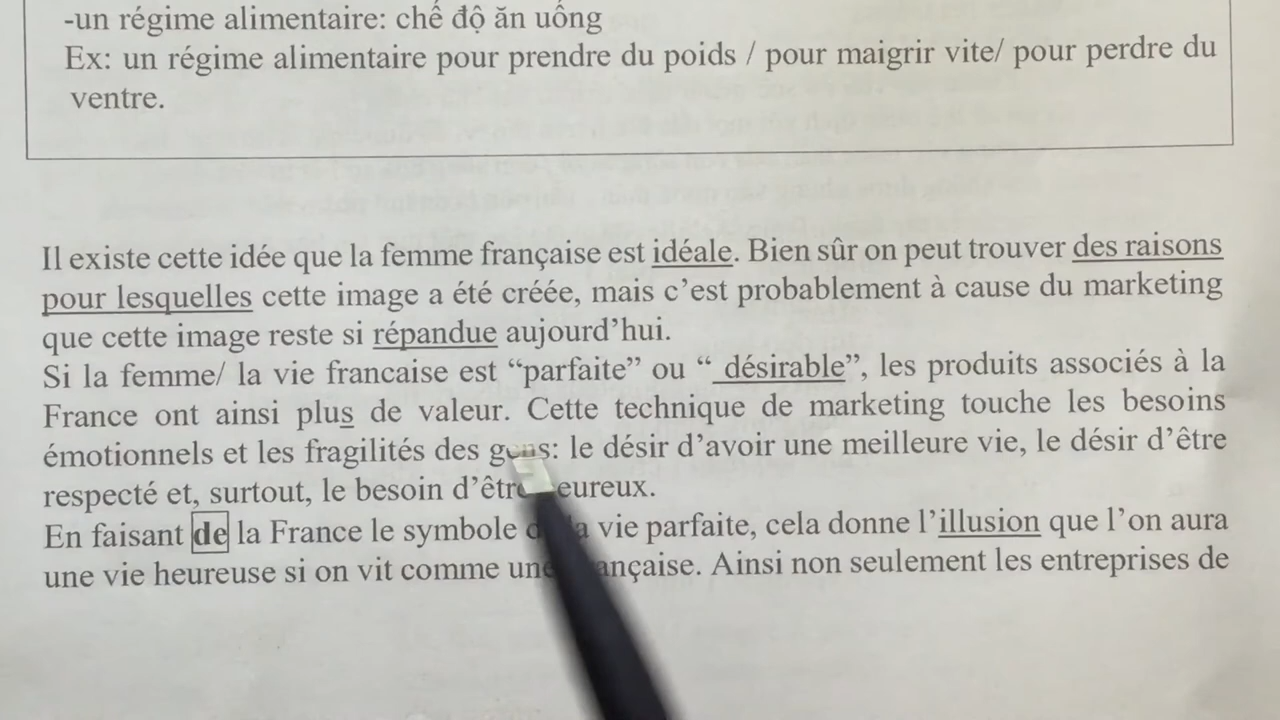 -un régime alimentaire: chế độ ăn uống
Ex: un régime alimentaire pour prendre du poids / pour maigrir vite/ pour perdre du
ventre.
Il existe cette idée que la femme française est idéale. Bien sûr on peut trouver des raisons
pour lesquelles cette image a été créée, mais c’est probablement à cause du marketing
que cette image reste si répandue aujourd’hui.
Si la femme/ la vie francaise est “parfaite” ou “ désirable”, les produits associés à la
France ont ainsi plus de valeur. Cette technique de marketing touche les besoins
émotionnels et les fragilités des gens: le désir d’avoir une meilleure vie, le désir d’être
respecté et, surtout, le besoin
En faisant de la France le symbole vie parfaite, cela donne l’illusion que l’on aura
une vie heureuse si on vit comme une Ainsi non seulement les entreprises de